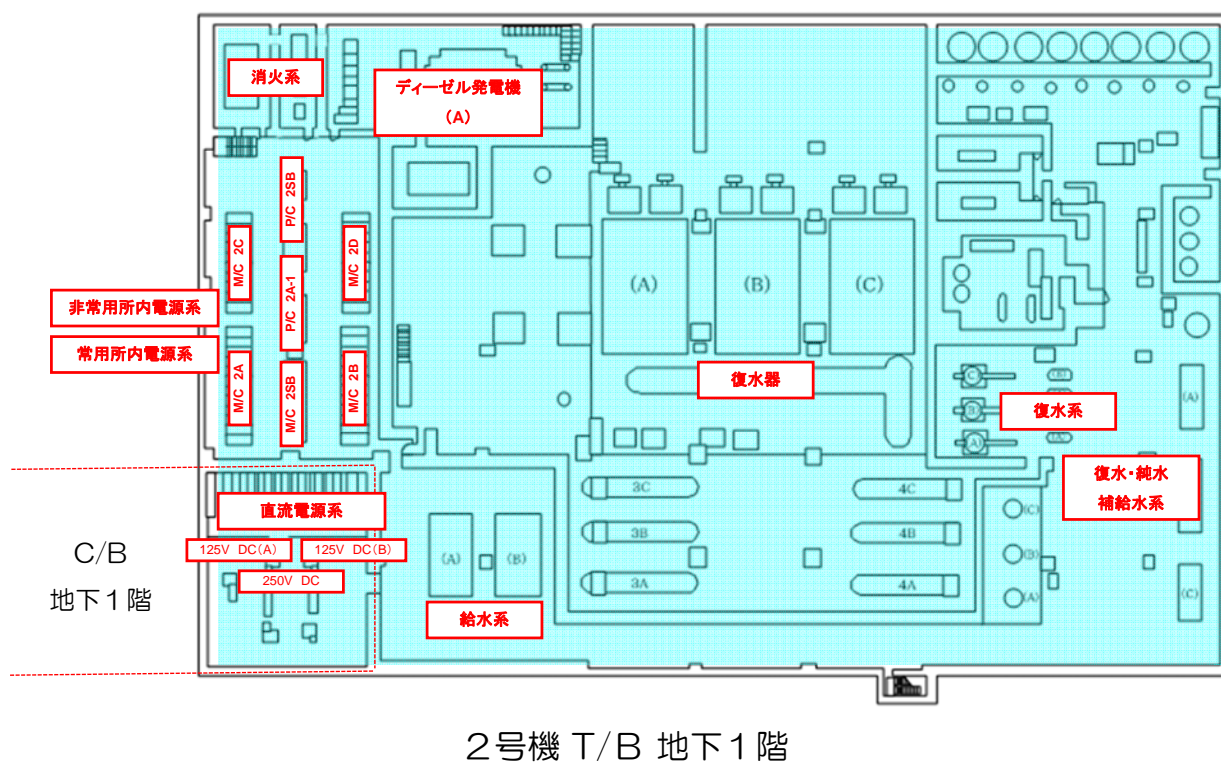 消火系
ディーゼル発電機
(A)
P/C 2SB
M/C 2C
M/C 2D
P/C 2A-1
非常用所内電源系
常用所内電源系
M/C 2A
M/C 2SB
M/C 2B
(A)
(B)
(C)
復水器
(C)
(B)
(A)
(B)
(A)
復水系
(A)
復水・純水
補給水系
(C)
3C
3B
3A
4C
4B
4A
(C)
(B)
(A)
直流電源系
125V DC(A)
125V DC(B)
250V DC
(A)
(B)
給水系
C/B
地下1階
2号機 T/B 地下1階